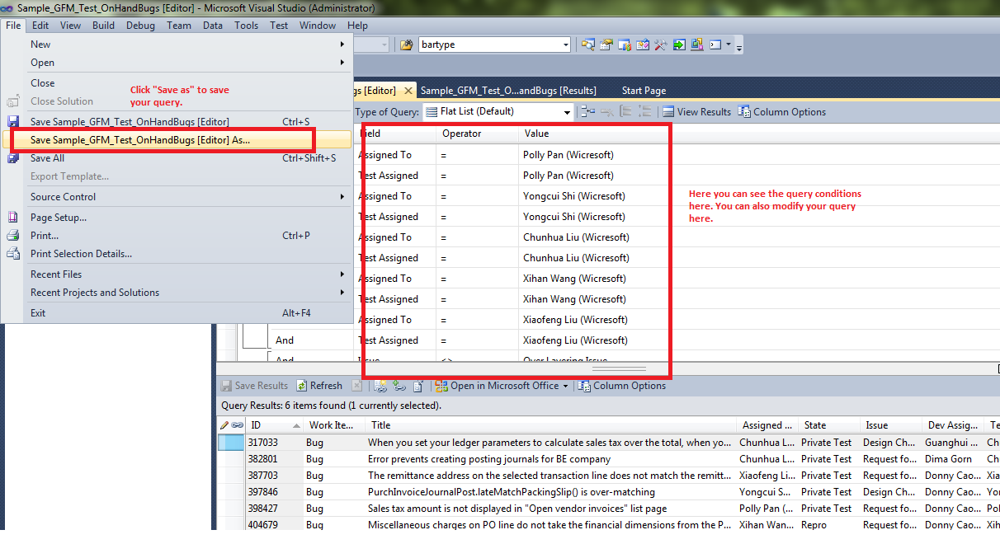 Sample_GFM_Test_OnHandBugs [Editor] - Microsoft Visual Studio (Administrator)
File Edit View Build Debug Team Data Tools Test Window Help
bartype
New
Open
Close
Close Solution
Save Sample_GFM_Test_OnHandBugs [Editor] Ctrl+S
Save Sample_GFM_Test_OnHandBugs [Editor] As...
Save All Ctrl+Shift+S
Export Template...
Source Control
Page Setup...
Print... Ctrl+P
Print Selection Details...
Recent Files
Recent Projects and Solutions
Exit Alt+F4
Click "Save as" to save
your query.
gs [Editor] Sample_GFM_Test_O...andBugs [Results] Start Page
Type of Query: Flat List (Default) View Results Column Options
Field Operator Value
Assigned To = Polly Pan (Wicresoft)
Test Assigned = Polly Pan (Wicresoft)
Assigned To = Yongcui Shi (Wicresoft)
Test Assigned = Yongcui Shi (Wicresoft)
Assigned To = Chunhua Liu (Wicresoft)
Test Assigned = Chunhua Liu (Wicresoft)
Assigned To = Xihan Wang (Wicresoft)
Test Assigned = Xihan Wang (Wicresoft)
Assigned To = Xiaofeng Liu (Wicresoft)
And Test Assigned = Xiaofeng Liu (Wicresoft)
And Issue <> Over Layering Issue
Here you can see the query conditions
here. You can also modify your query
here.
Save Results Refresh Open in Microsoft Office Column Options
Query Results: 6 items found (1 currently selected).
ID Work Ite... Title Assigned ... State Issue Dev Assig... Te
317033 Bug When you set your ledger parameters to calculate sales tax over the total, when yo... Chunhua L... Private Test Design Ch... Guanghui ... Ch
382801 Bug Error prevents creating posting journals for BE company Chunhua L... Private Test Request fo... Dima Gorn Ch
387703 Bug The remittance address on the selected transaction line does not match the remitt... Xiaofeng Li... Private Test Request fo... Donny Cao... Xia
397846 Bug PurchInvoiceJournalPost.lateMatchPackingSlip() is over-matching Yongcui S... Private Test Design Ch... Donny Cao... Yo
398427 Bug Sales tax amount is not displayed in "Open vendor invoices" list page Polly Pan (... Private Test Request fo... Donny Cao... Pol
404679 Bug Miscellaneous charges on PO line do not take the financial dimensions from the P... Xihan Wan... Repro Request fo... Donny Cao... Xih